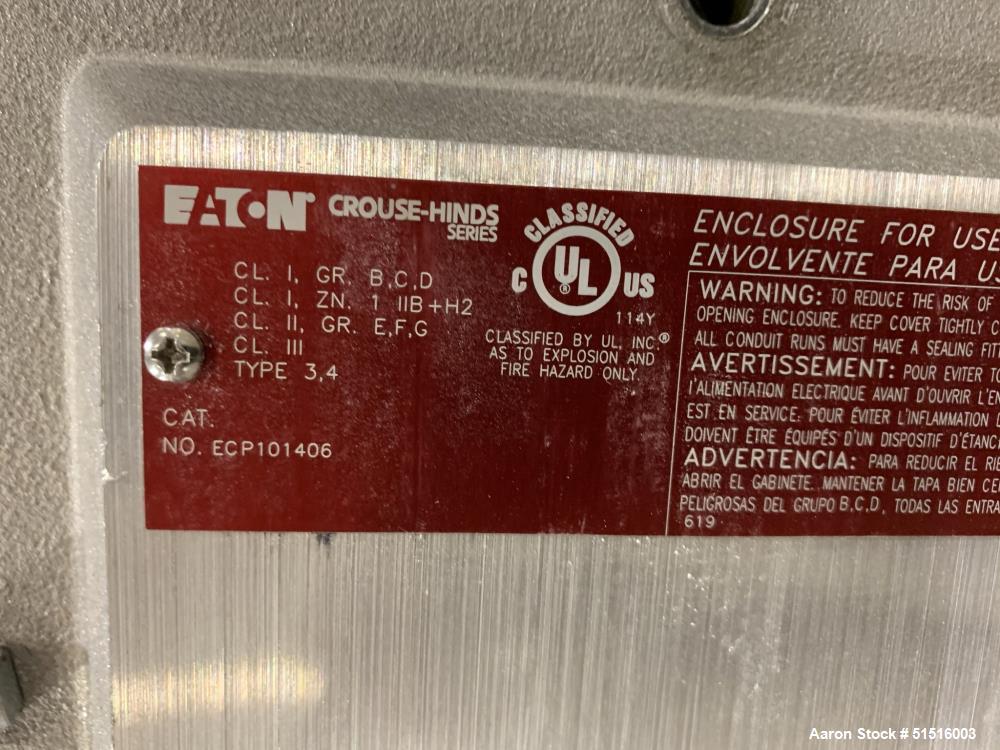 EATON CROUSE-HINDS
SERIES
CL. I, GR. B,C,D
CL. I, ZN. 1 IIB+H2
CL. II, GR. E,F,G
CL. III
TYPE 3,4
CAT.
NO. ECP101406
CLASSIFIED
C UL® US
114Y
CLASSIFIED BY UL, INC.®
AS TO EXPLOSION AND
FIRE HAZARD ONLY.
ENCLOSURE FOR USE
ENVOLVENTE PARA
WARNING: TO REDUCE THE RISK OF
OPENING ENCLOSURE. KEEP COVER TIGHTLY
ALL CONDUIT RUNS MUST HAVE A SEALING
AVERTISSEMENT: POUR EVITER
l'ALIMENTATION ELECTRIQUE AVANT D'OUVRIR
EST EN SERVICE. POUR ÉVITER L'INFLAMMATION
DOIVENT ÊTRE ÉQUIPÉS D'UN DISPOSITIF
ADVERTENCIA: PARA REDUCIR EL
ABRIR EL GABINETE. MANTENER LA TAPA BIEN
PELIGROSAS DEL GRUPO B,C,D, TODAS LAS
619
Aaron Stock # 51516003